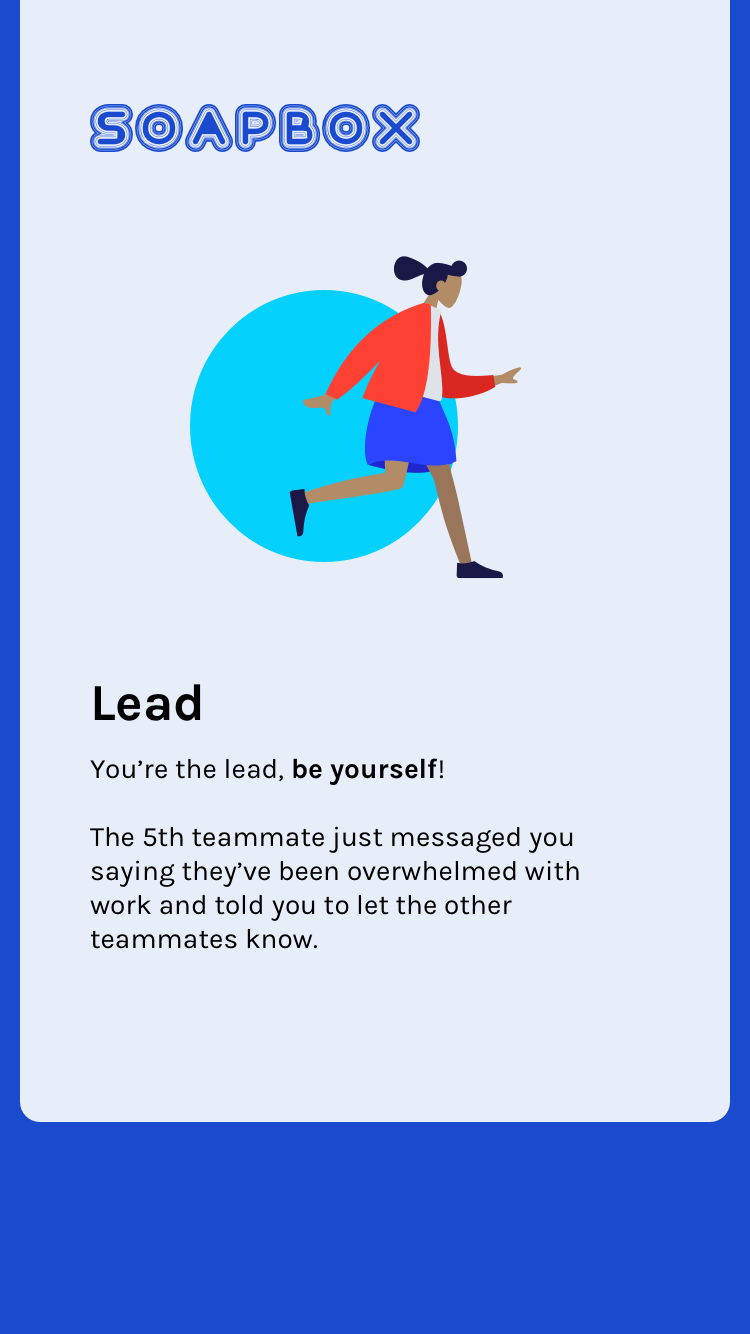 SOAPBOX
Lead
You’re the lead, be yourself!
The 5th teammate just messaged you
saying they’ve been overwhelmed with
work and told you to let the other
teammates know.